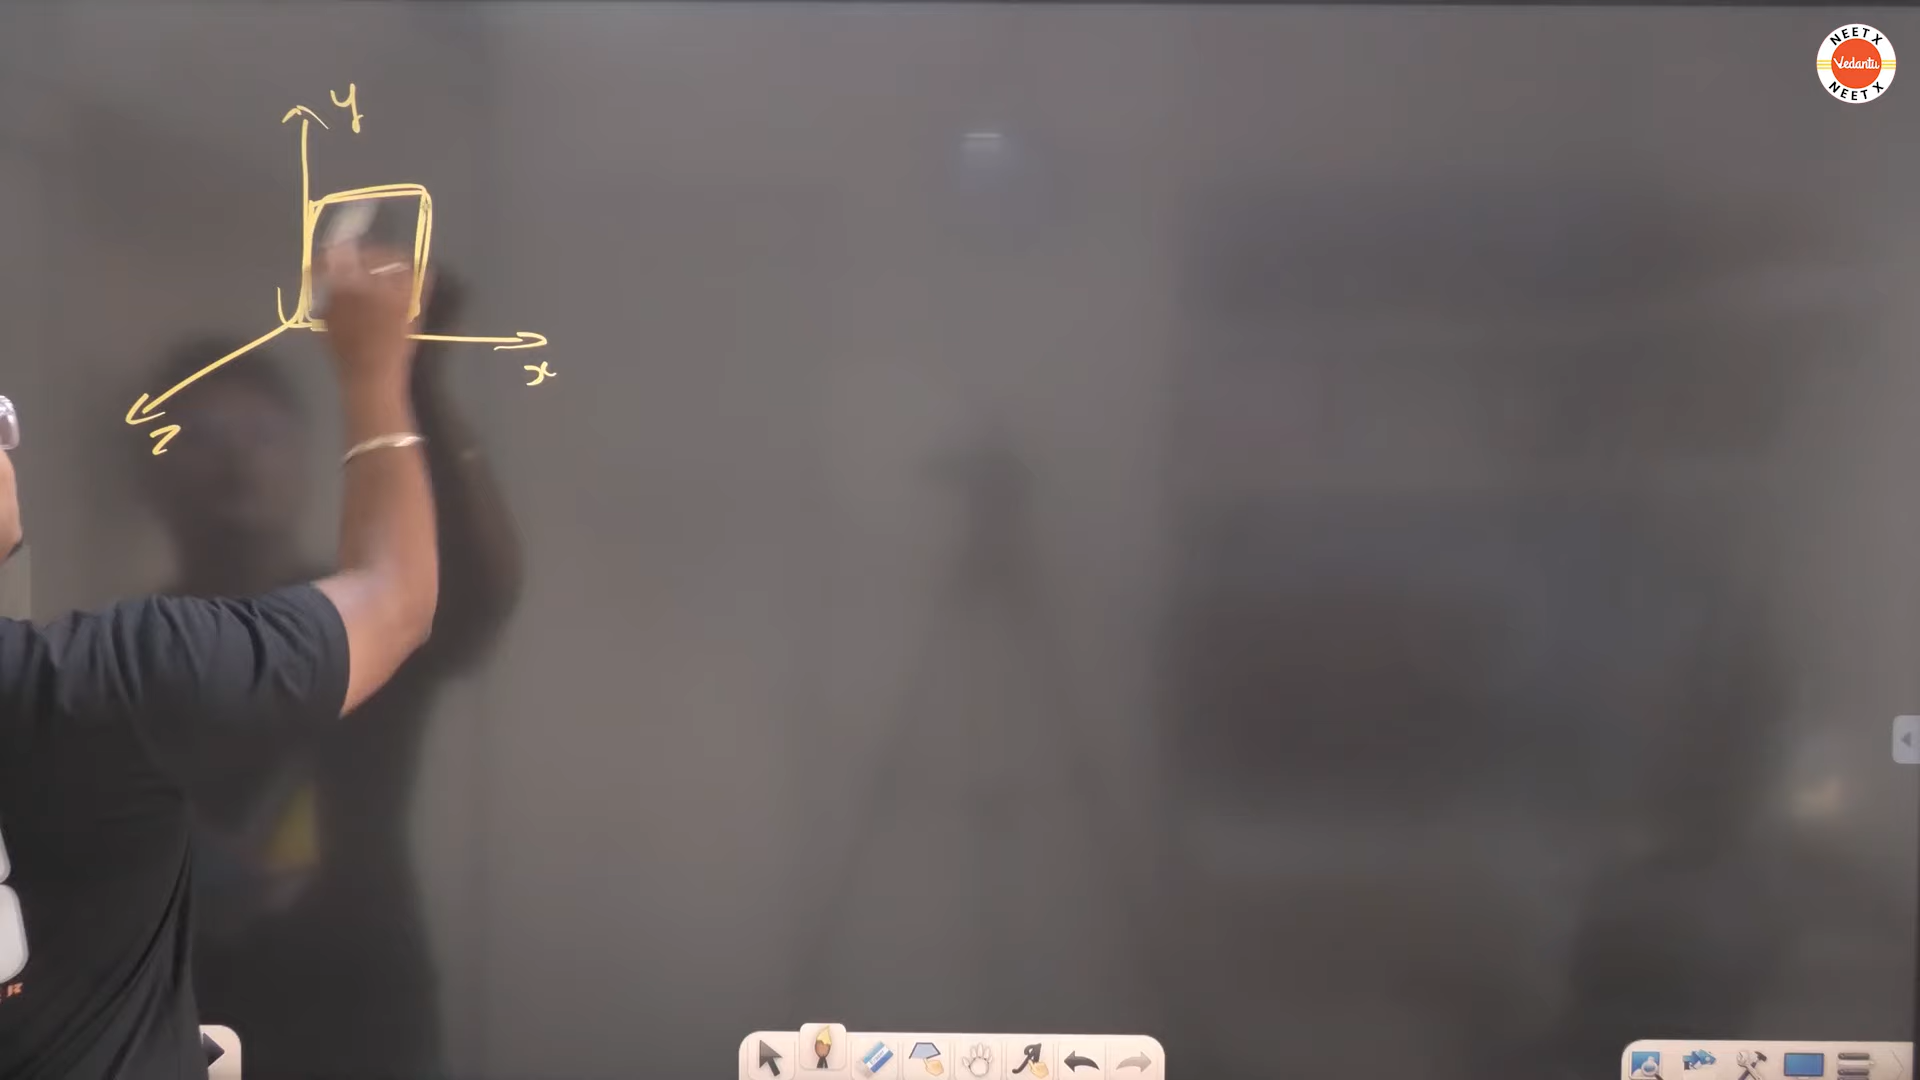 NEET X
Vedantu
NEET X
y
x
z